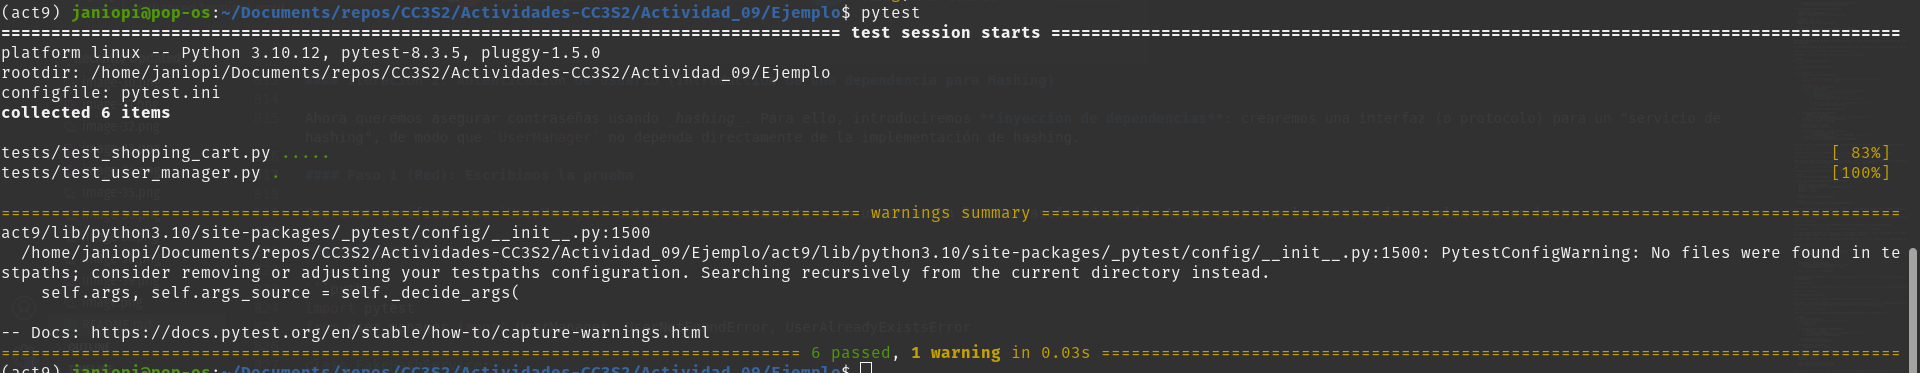 (act9) janiopi@pop-os:~/Documents/repos/CC3S2/Actividades-CC3S2/Actividad_09/Ejemplo$ pytest
==================================================================================== test session starts =====================================================================================
platform linux -- Python 3.10.12, pytest-8.3.5, pluggy-1.5.0
rootdir: /home/janiopi/Documents/repos/CC3S2/Actividades-CC3S2/Actividad_09/Ejemplo
configfile: pytest.ini
collected 6 items
tests/test_shopping_cart.py ..... [ 83%]
tests/test_user_manager.py . [100%]
====================================================================================== warnings summary ======================================================================================
act9/lib/python3.10/site-packages/_pytest/config/__init__.py:1500
/home/janiopi/Documents/repos/CC3S2/Actividades-CC3S2/Actividad_09/Ejemplo/act9/lib/python3.10/site-packages/_pytest/config/__init__.py:1500: PytestConfigWarning: No files were found in te
stpaths; consider removing or adjusting your testpaths configuration. Searching recursively from the current directory instead.
self.args, self.args_source = self._decide_args(
-- Docs: https://docs.pytest.org/en/stable/how-to/capture-warnings.html
================================================================================ 6 passed, 1 warning in 0.03s ================================================================================
(act9) janiopi@pop-os:~/Documents/repos/CC3S2/Actividades-CC3S2/Actividad_09/Ejemplo$